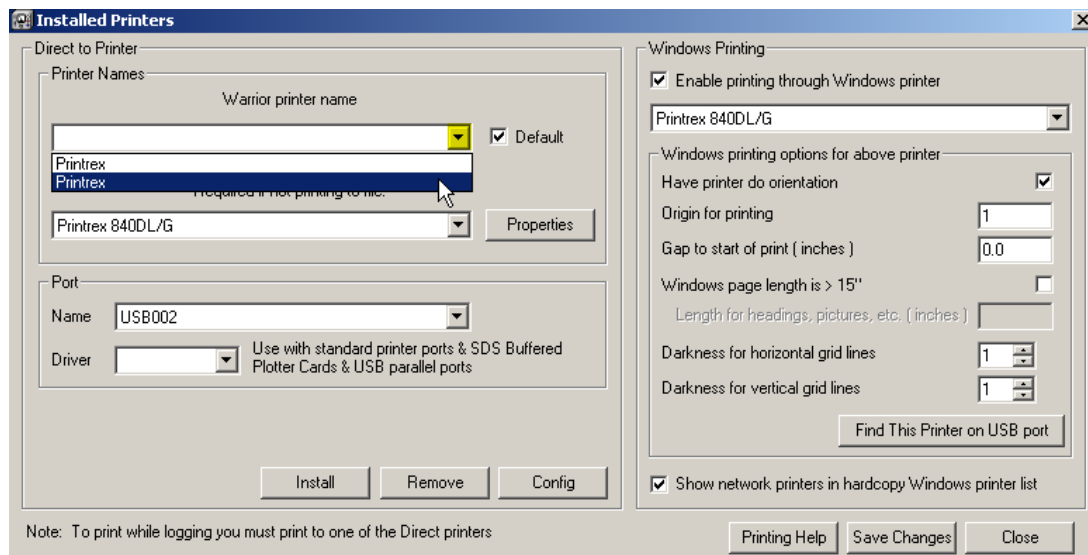 Installed Printers
Direct to Printer
Printer Names
Warrior printer name
Default
Printrex
Printrex
Required if not printing to file.
Printrex 840DL/G
Properties
Port
Name
USB002
Driver
Use with standard printer ports & SDS Buffered
Plotter Cards & USB parallel ports
Install
Remove
Config
Note: To print while logging you must print to one of the Direct printers
Windows Printing
Enable printing through Windows printer
Printrex 840DL/G
Windows printing options for above printer
Have printer do orientation
Origin for printing
1
Gap to start of print ( inches )
0.0
Windows page length is > 15"
Length for headings, pictures, etc. ( inches )
Darkness for horizontal grid lines
1
Darkness for vertical grid lines
1
Find This Printer on USB port
Show network printers in hardcopy Windows printer list
Printing Help
Save Changes
Close